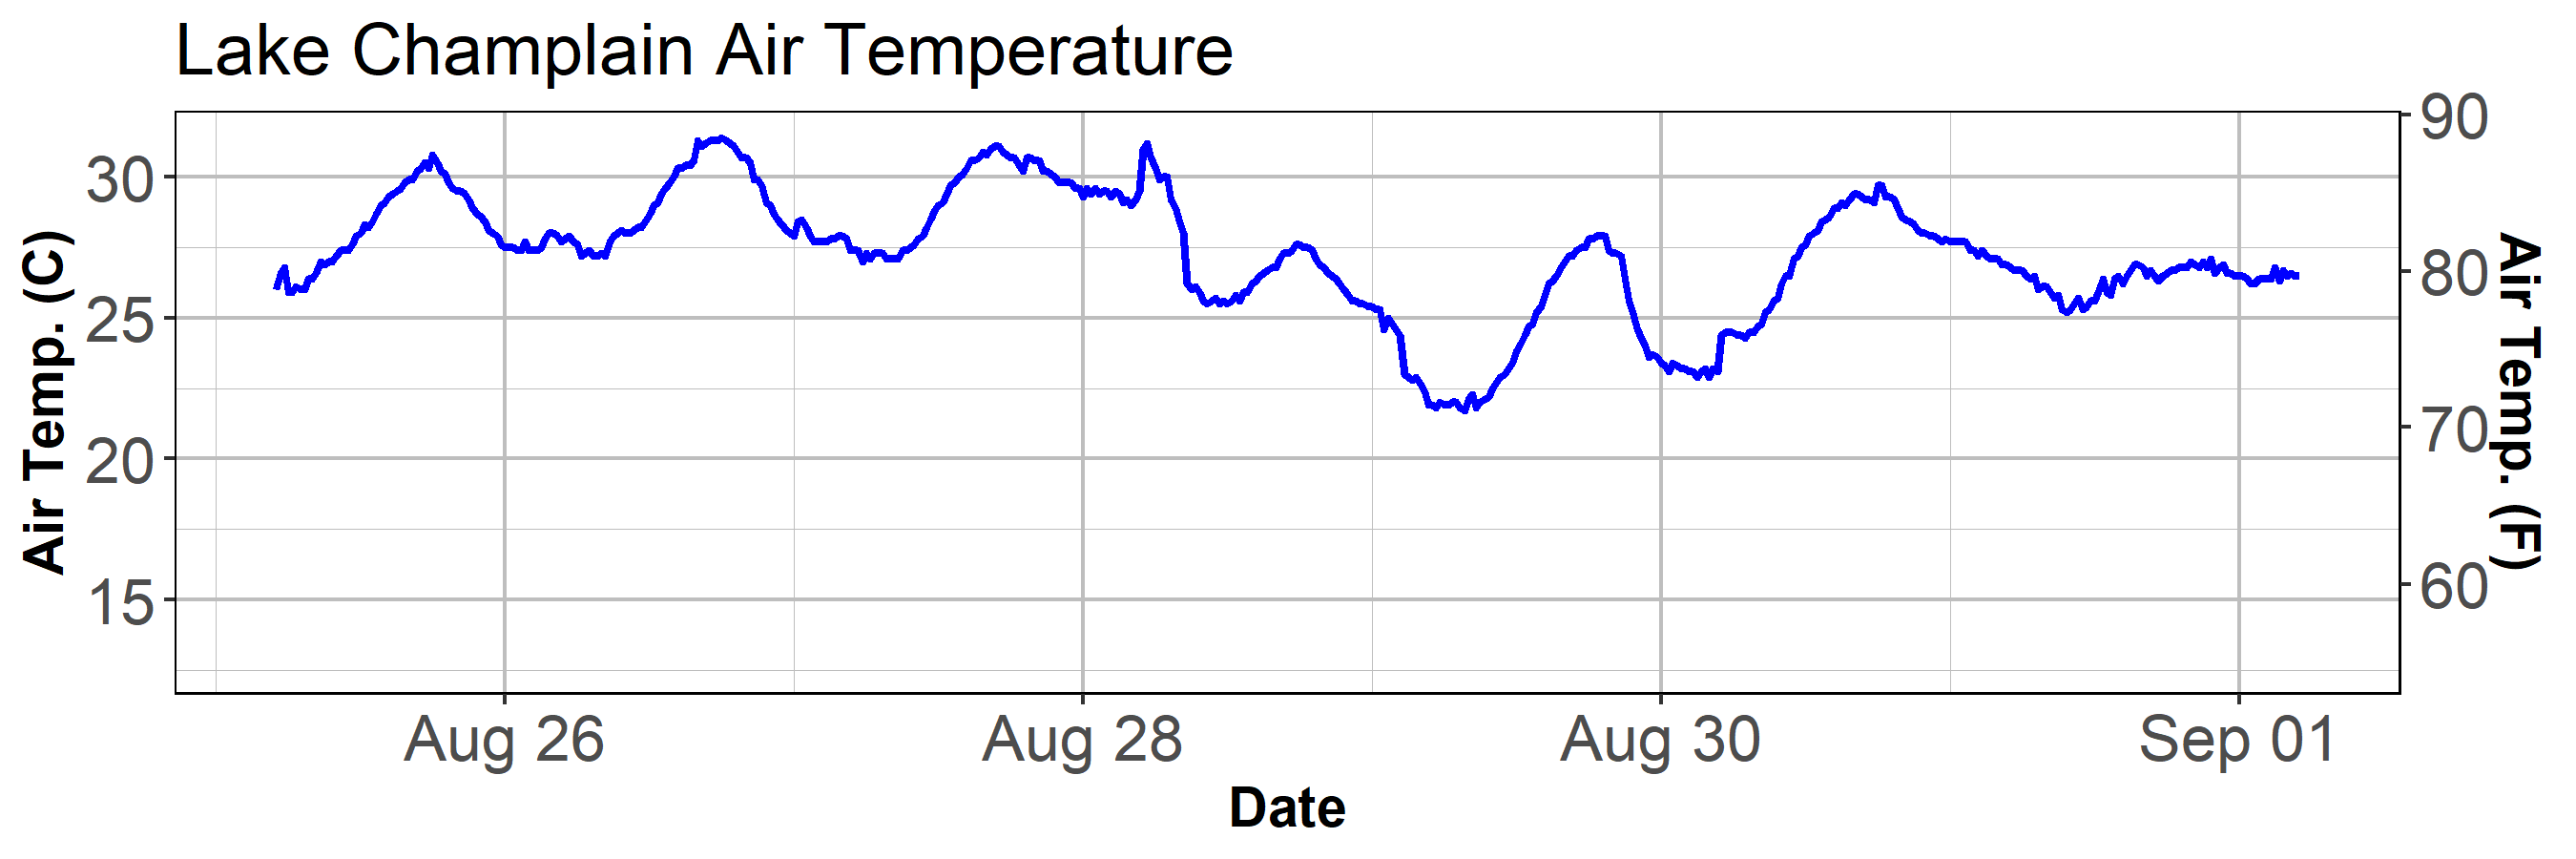 Lake Champlain Air Temperature
Air Temp. (C)
30
25
20
15
90
80
70
60
Air Temp. (F)
Aug 26
Aug 28
Aug 30
Sep 01
Date